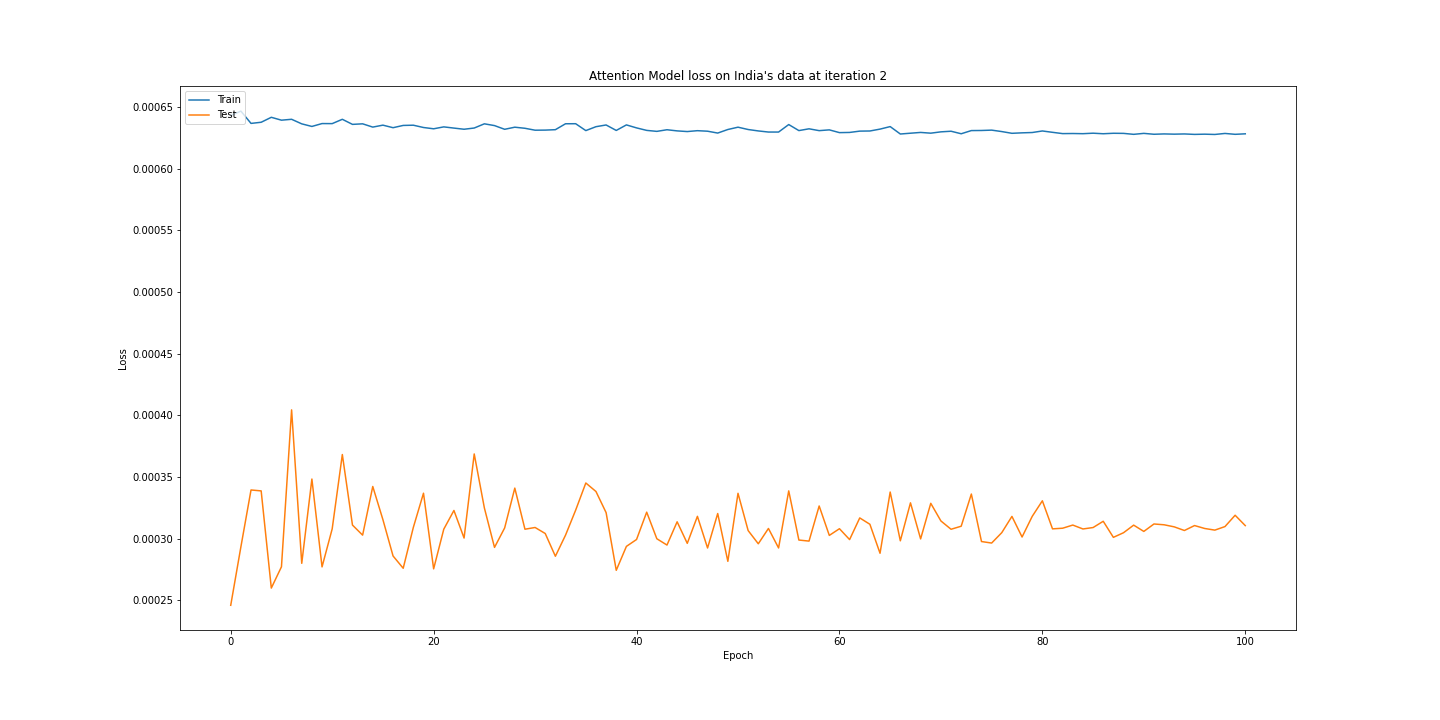 Attention Model loss on India's data at iteration 2
Train
Test
0.00065
0.00060
0.00055
0.00050
0.00045
0.00040
0.00035
0.00030
0.00025
Loss
0 20 40 60 80 100
Epoch